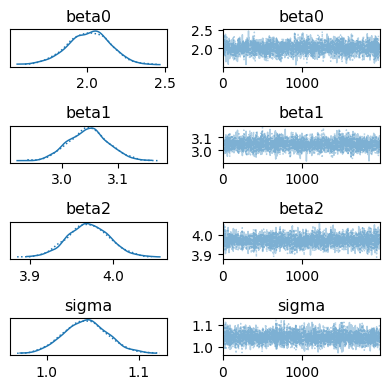 beta0 beta0
2.5
2.0
2.0 2.5 0 1000
beta1 beta1
3.1
3.0
3.0 3.1 0 1000
beta2 beta2
4.0
3.9
3.9 4.0 0 1000
sigma sigma
1.1
1.0
1.0 1.1 0 1000